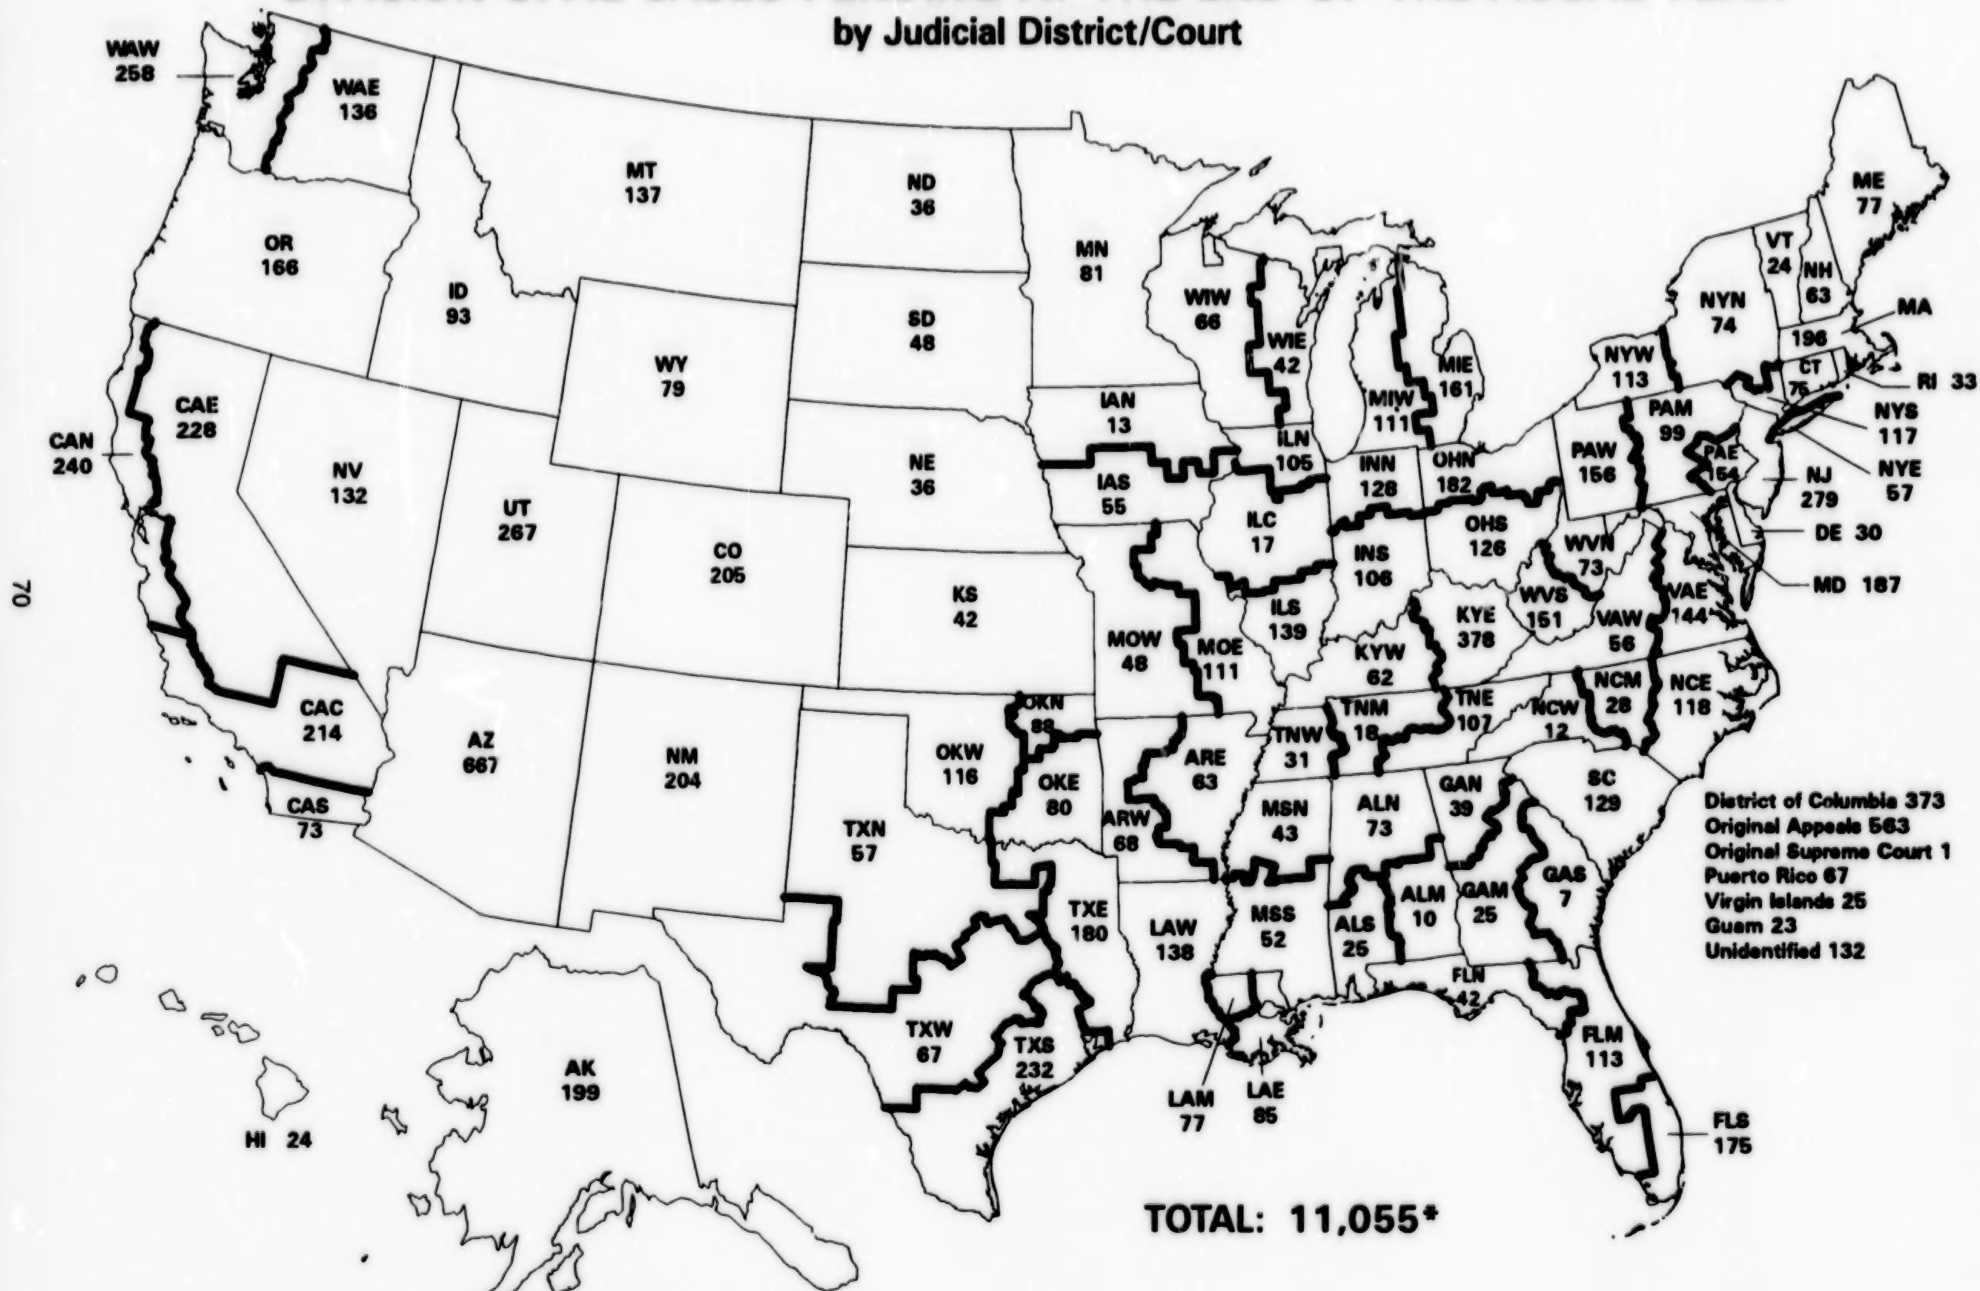 by Judicial District/Court
WAW
258
WAE
136
MT
137
ND
36
MN
81
ME
77
OR
166
ID
93
SD
48
WIW
66
WIE
42
MIE
161
MIW
111
VT
24
NH
63
NYN
74
MA
196
NYW
113
CT
75
RI 33
NYS
117
NYE
57
WY
79
CAE
228
CAN
240
NV
132
UT
267
CO
205
NE
36
IAN
13
IAS
55
ILN
105
INN
128
OHN
182
PAW
156
PAM
99
PAE
154
NJ
279
DE 30
MD 187
ILC
17
INS
106
OHS
126
WVN
73
WVS
151
VAE
144
VAW
56
KS
42
MOW
48
MOE
111
ILS
139
KYW
62
KYE
378
70
CAC
214
CAS
73
AZ
667
NM
204
OKN
88
OKW
116
OKE
80
ARE
63
ARW
68
TNW
31
TNM
18
TNE
107
NCW
12
NCM
28
NCE
118
SC
129
TXN
57
MSN
43
ALN
73
GAN
39
GAM
25
GAS
7
ALM
10
ALS
25
MSS
52
LAW
138
TXE
180
TXW
67
TXS
232
LAM
77
LAE
85
FLN
42
FLM
113
FLS
175
District of Columbia 373
Original Appeals 563
Original Supreme Court 1
Puerto Rico 67
Virgin Islands 25
Guam 23
Unidentified 132
AK
199
HI 24
TOTAL: 11,055*